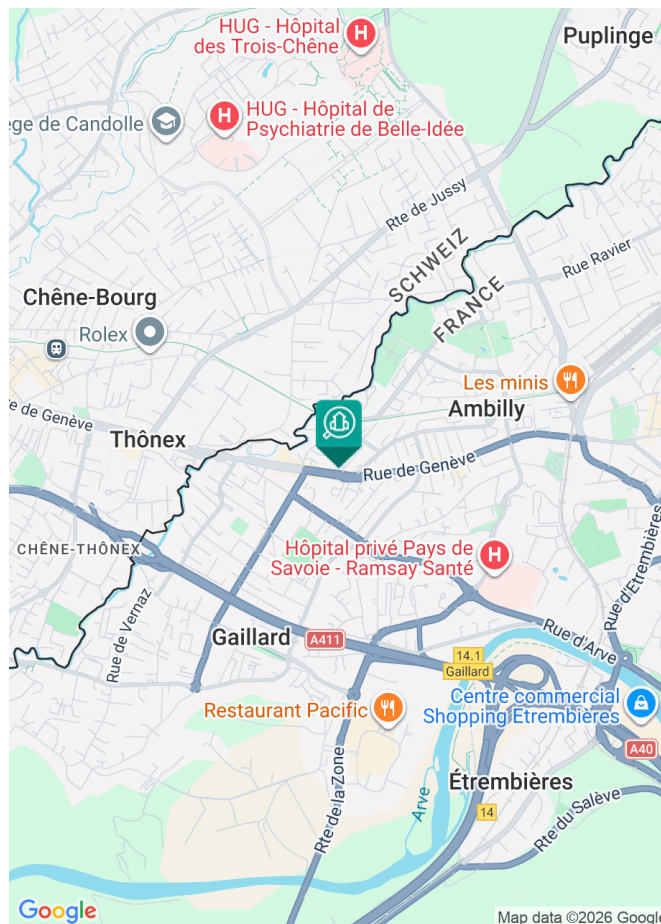 HUG - Hôpital
des Trois-Chêne
Puplinge
HUG - Hôpital de
Psychiatrie de Belle-Idée
ège de Candolle
Rte de Jussy
SCHWEIZ
FRANCE
Rue Ravier
Chêne-Bourg
Rolex
Les minis
Ambilly
e de Genève
Thônex
Rue de Genève
CHÊNE-THÔNEX
Hôpital privé Pays de
Savoie - Ramsay Santé
Rue d'Etrembières
Rue de Vernaz
Gaillard
A411
Rue d'Arve
14.1
Gaillard
Centre commercial
Shopping Etrembières
Restaurant Pacific
A40
Rte de la Zone
Arve
Étrembières
14
Rte du Salève
Google
Map data ©2026 Google